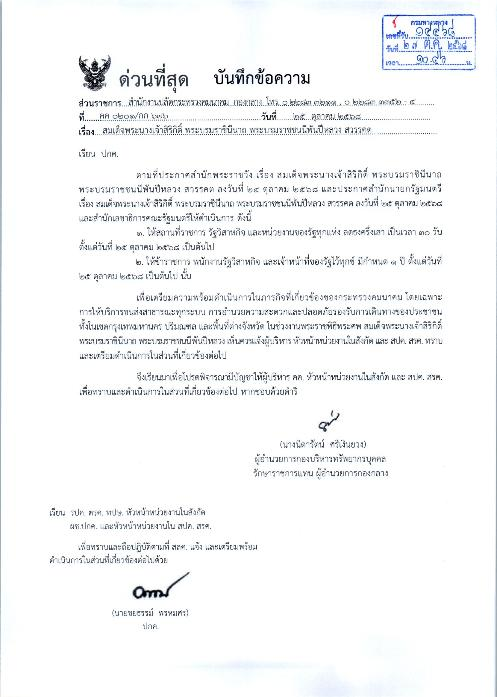 กรมทางหลวง
เลขที่รับ ๑๕๕๖๘
วันที่ ๒๗ ต.ค. ๒๕๖๘
เวลา น.
ด่วนที่สุด บันทึกข้อความ
ส่วนราชการ สำนักงานปลัดกระทรวงคมนาคม กองกลาง โทร.
ที่ คค ๐๒๐๑/กก วันที่ ๒๕ ตุลาคม ๒๕๖๘
เรื่อง สมเด็จพระนางเจ้าสิริกิติ์ พระบรมราชินีนาถ พระบรมราชชนนีพันปีหลวง สวรรคต
เรียน ปกค.
ตามที่ประกาศสำนักพระราชวัง เรื่อง สมเด็จพระนางเจ้าสิริกิติ์ พระบรมราชินีนาถ
พระบรมราชชนนีพันปีหลวง สวรรคต ลงวันที่ ๒๕ ตุลาคม ๒๕๖๘ และประกาศสำนักนายกรัฐมนตรี
เรื่อง สมเด็จพระนางเจ้าสิริกิติ์ พระบรมราชินีนาถ พระบรมราชชนนีพันปีหลวง สวรรคต ลงวันที่ ๒๕ ตุลาคม ๒๕๖๘
และสำนักเลขาธิการคณะรัฐมนตรีให้ดำเนินการ ดังนี้
๑. ให้สถานที่ราชการ รัฐวิสาหกิจ และหน่วยงานของรัฐทุกแห่ง ลดธงครึ่งเสา เป็นเวลา ๓๐ วัน
ตั้งแต่วันที่ ๒๕ ตุลาคม ๒๕๖๘ เป็นต้นไป
๒. ให้ข้าราชการ พนักงานรัฐวิสาหกิจ และเจ้าหน้าที่ของรัฐไว้ทุกข์ มีกำหนด ๑ ปี ตั้งแต่วันที่
๒๕ ตุลาคม ๒๕๖๘ เป็นต้นไป นั้น
เพื่อเตรียมความพร้อมดำเนินการในภารกิจที่เกี่ยวข้องของกระทรวงคมนาคม โดยเฉพาะ
การให้บริการขนส่งสาธารณะทุกระบบ การอำนวยความสะดวกและปลอดภัยรองรับการเดินทางของประชาชน
ทั้งในเขตกรุงเทพมหานคร ปริมณฑล และพื้นที่ต่างจังหวัด ในช่วงงานพระราชพิธีพระศพ สมเด็จพระนางเจ้าสิริกิติ์
พระบรมราชินีนาถ พระบรมราชชนนีพันปีหลวง เห็นควรแจ้งผู้บริหาร หัวหน้าหน่วยงานในสังกัด และ สปค. สรค. ทราบ
และเตรียมดำเนินการในส่วนที่เกี่ยวข้องต่อไป
จึงเรียนมาเพื่อโปรดพิจารณามีบัญชาให้ผู้บริหาร คค. หัวหน้าหน่วยงานในสังกัด และ สปค. สรค.
เพื่อทราบและดำเนินการในส่วนที่เกี่ยวข้องต่อไป หากชอบด้วยดำริ
(นางนิดารัตน์ ศรีเงินยวง)
ผู้อำนวยการกองบริหารทรัพยากรบุคคล
รักษาราชการแทน ผู้อำนวยการกองกลาง
เรียน รปค. ตรค. ทปษ. หัวหน้าหน่วยงานในสังกัด
ผช.ปกค. และหัวหน้าหน่วยงานใน สปค. สรค.
เพื่อทราบและถือปฏิบัติตามที่ สลค. แจ้ง และเตรียมพร้อม
ดำเนินการในส่วนที่เกี่ยวข้องต่อไปด้วย
(นายชยธรรม์ พรหมศร)
ปกค.